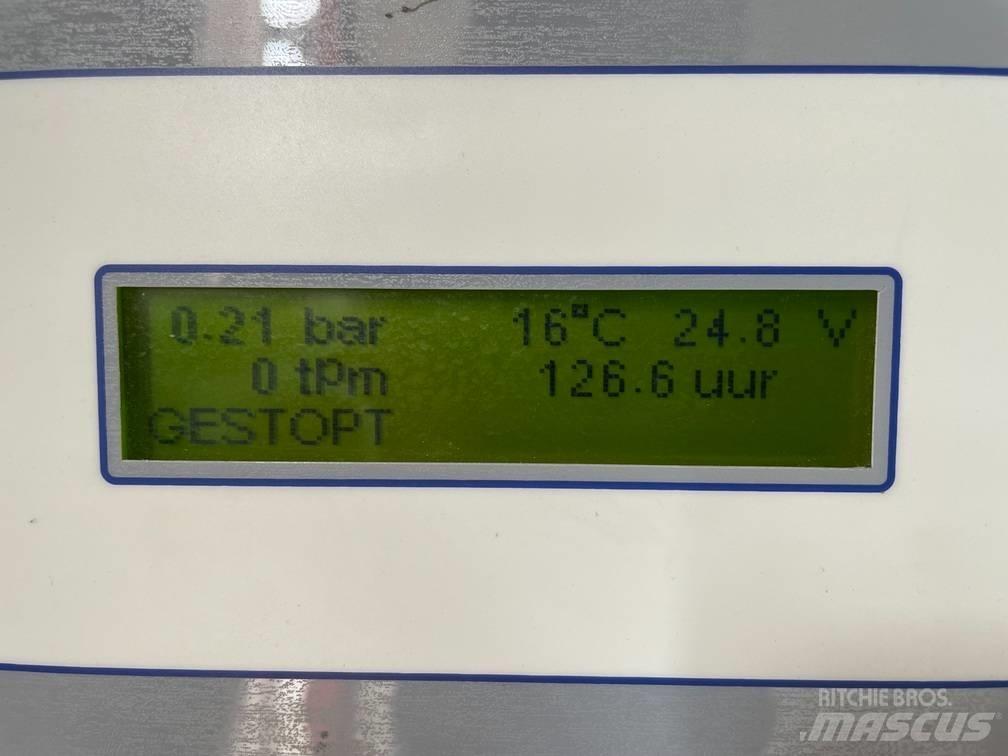 0.21 bar 16°C 24.8 V
0 tpm 126.6 uur
GESTOPT
RITCHIE BROS.
MASCUS